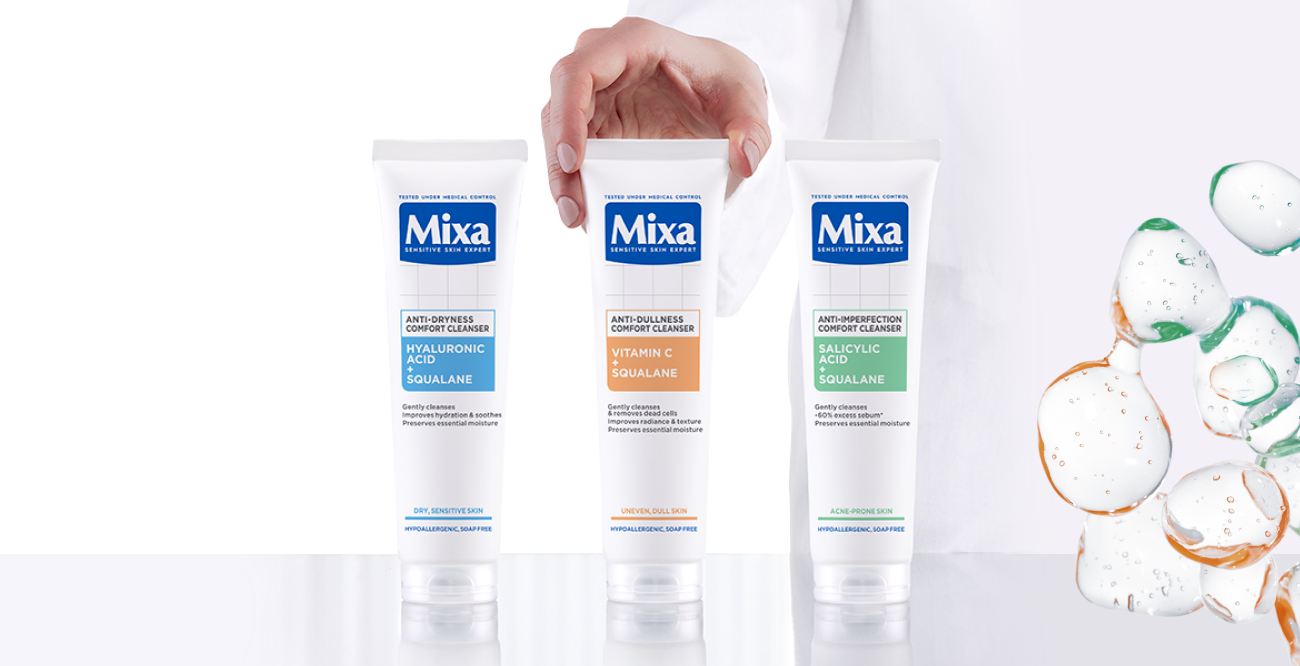 TESTED UNDER MEDICAL CONTROL
Mixa
SENSITIVE SKIN EXPERT
ANTI-DRYNESS
COMFORT CLEANSER
HYALURONIC
ACID
+
SQUALANE
Gently cleanses
Improves hydration & soothes
Preserves essential moisture
DRY, SENSITIVE SKIN
HYPOALLERGENIC, SOAP FREE
TESTED UNDER MEDICAL CONTROL
Mixa
SENSITIVE SKIN EXPERT
ANTI-DULLNESS
COMFORT CLEANSER
VITAMIN C
+
SQUALANE
Gently cleanses
& removes dead cells
Improves radiance & texture
Preserves essential moisture
UNEVEN, DULL SKIN
HYPOALLERGENIC, SOAP FREE
TESTED UNDER MEDICAL CONTROL
Mixa
SENSITIVE SKIN EXPERT
ANTI-IMPERFECTION
COMFORT CLEANSER
SALICYLIC
ACID
+
SQUALANE
Gently cleanses
-60% excess sebum*
Preserves essential moisture
ACNE-PRONE SKIN
HYPOALLERGENIC, SOAP FREE